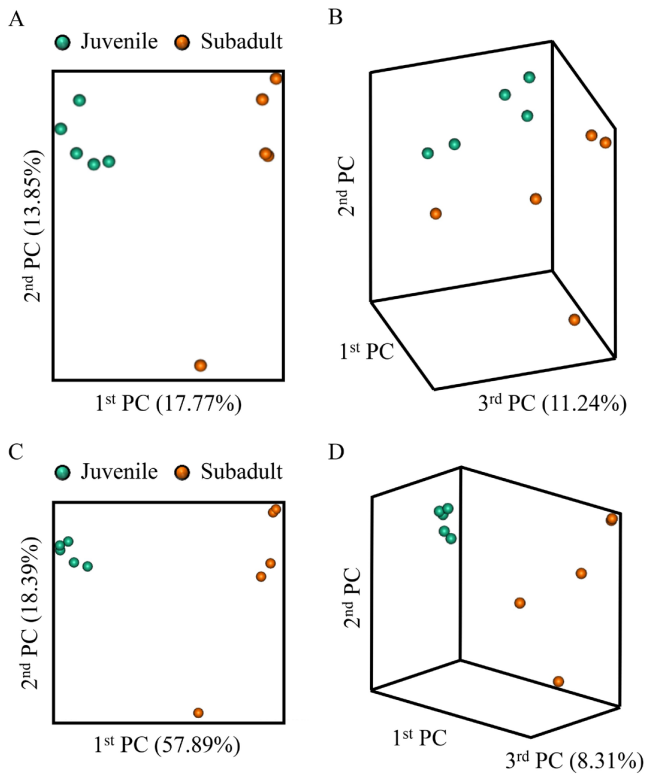 A
Juvenile Subadult
2nd PC (13.85%)
1st PC (17.77%)
B
2nd PC
1st PC
3rd PC (11.24%)
C
Juvenile Subadult
2nd PC (18.39%)
1st PC (57.89%)
D
2nd PC
1st PC
3rd PC (8.31%)